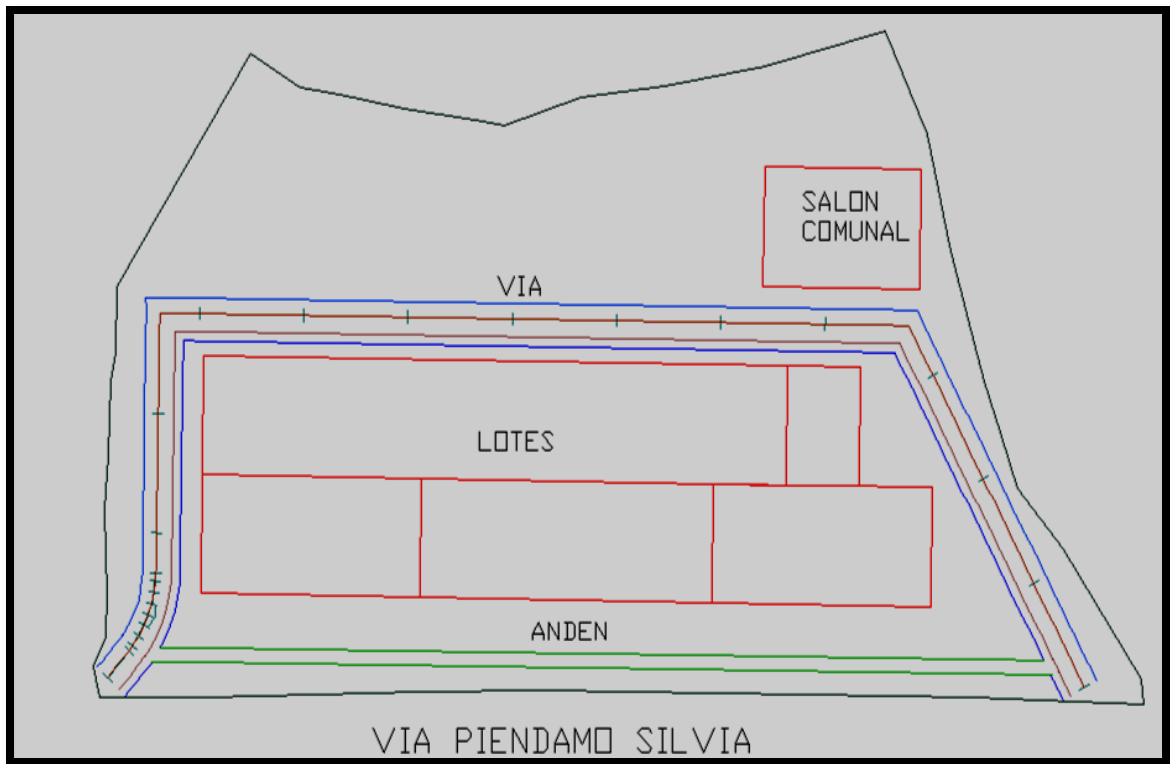 SALON
COMUNAL
VIA
LOTES
ANDEN
VIA PIENDAMO SILVIA